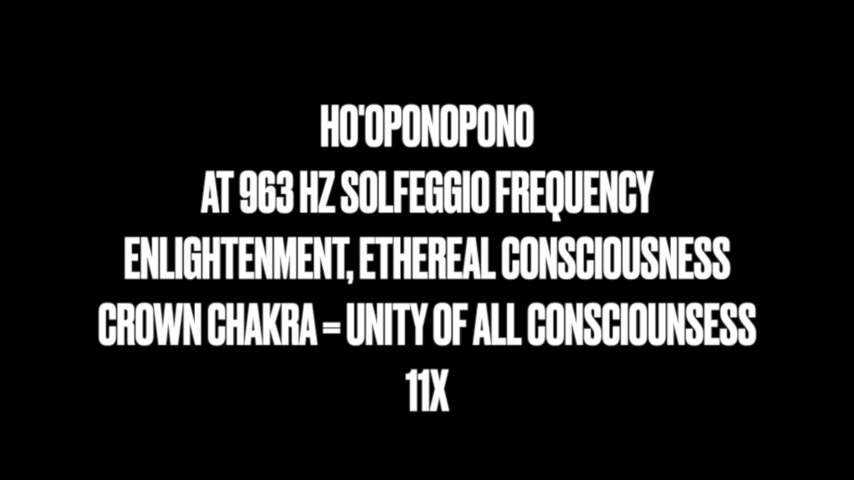 HO'OPONOPONO
AT 963 HZ SOLFEGGIO FREQUENCY
ENLIGHTENMENT, ETHEREAL CONSCIOUSNESS
CROWN CHAKRA = UNITY OF ALL CONSCIOUNSESS
11X